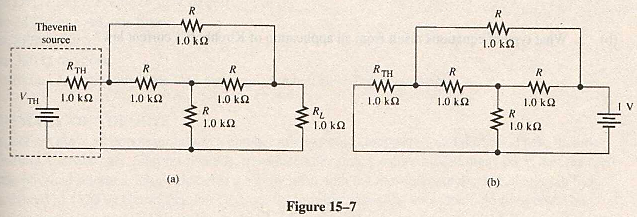 Thevenin
source
R
1.0 kΩ
R_TH
1.0 kΩ
V_TH
R
1.0 kΩ
R
1.0 kΩ
R
1.0 kΩ
R_L
1.0 kΩ
(a)
R
1.0 kΩ
R_TH
1.0 kΩ
R
1.0 kΩ
R
1.0 kΩ
R
1.0 kΩ
1 V
(b)
Figure 15–7